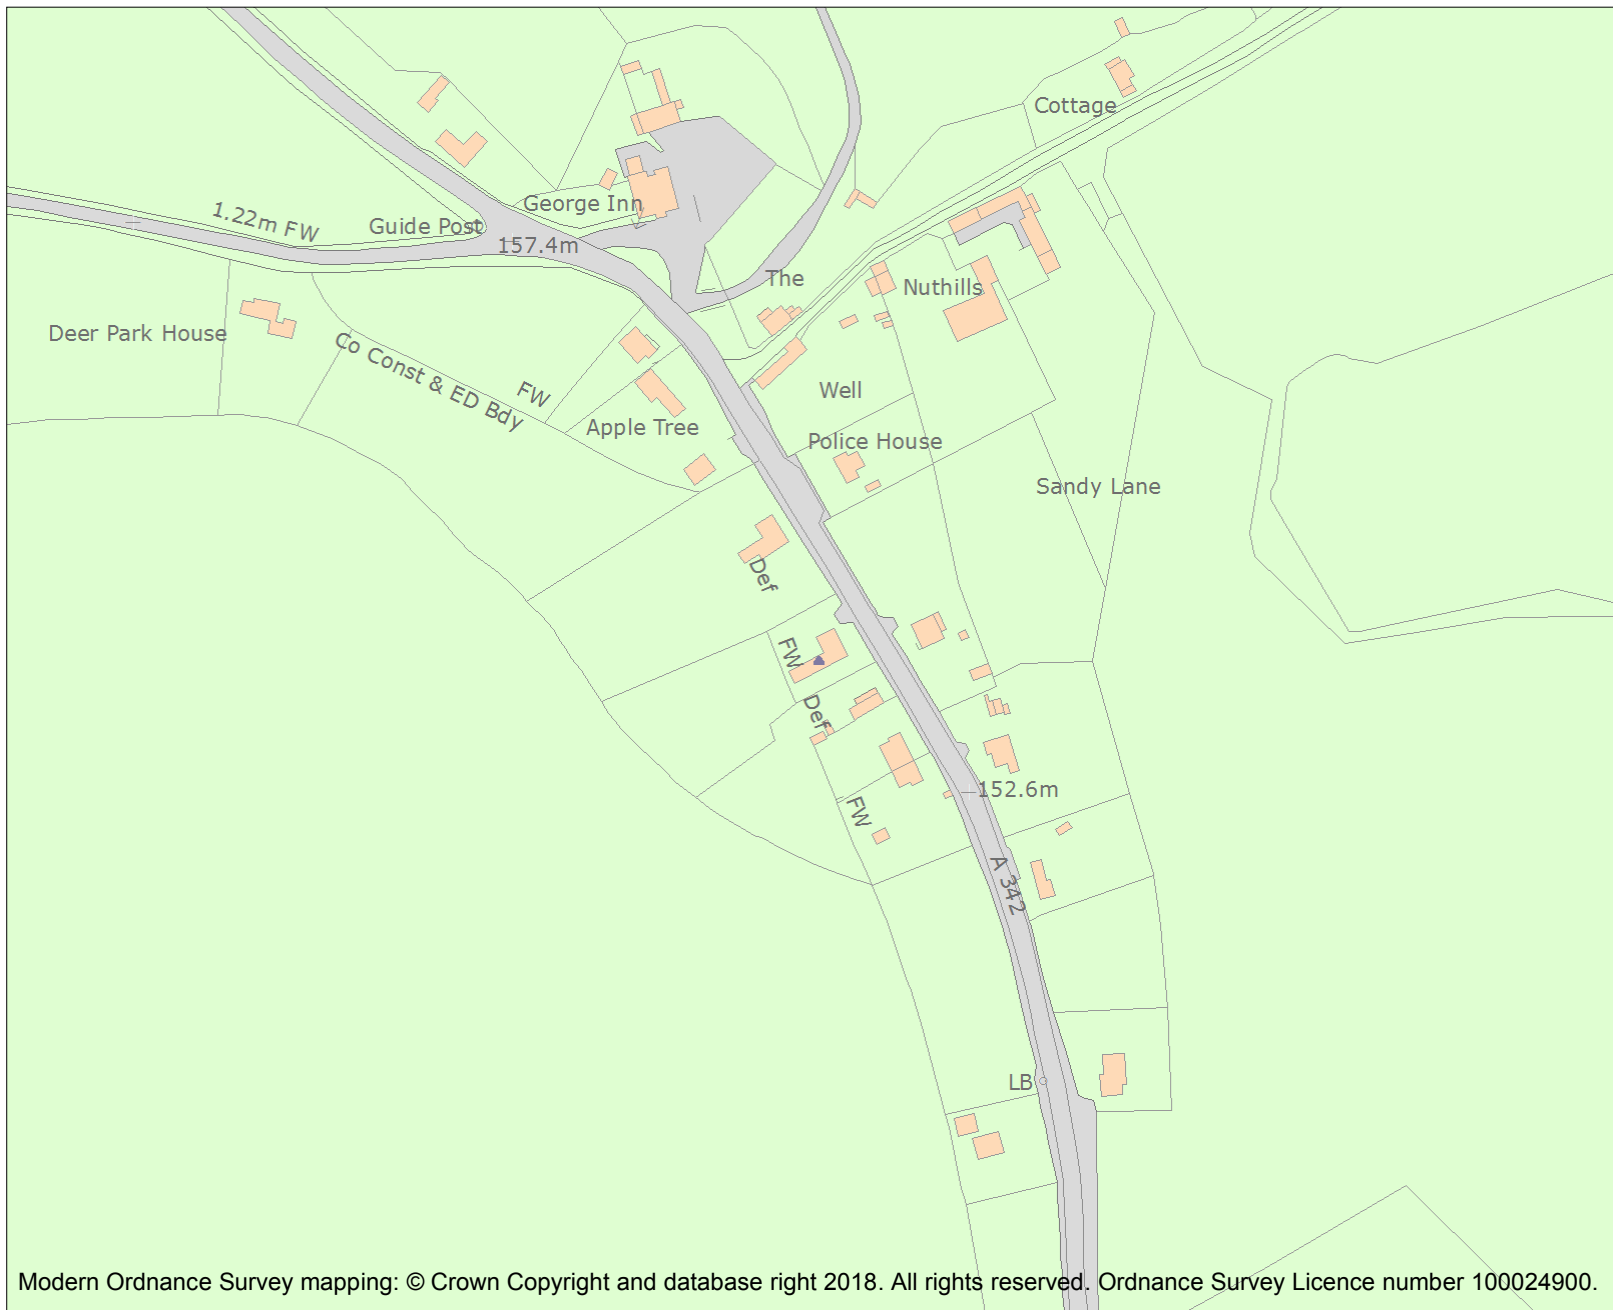 Cottage
George Inn
1.22m FW
Guide Post
157.4m
The
Nuthills
Deer Park House
Co Const & ED Bdy
FW
Well
Apple Tree
Police House
Sandy Lane
Def
FW
Def
152.6m
FW
A 342
LB
Modern Ordnance Survey mapping: © Crown Copyright and database right 2018. All rights reserved. Ordnance Survey Licence number 100024900.